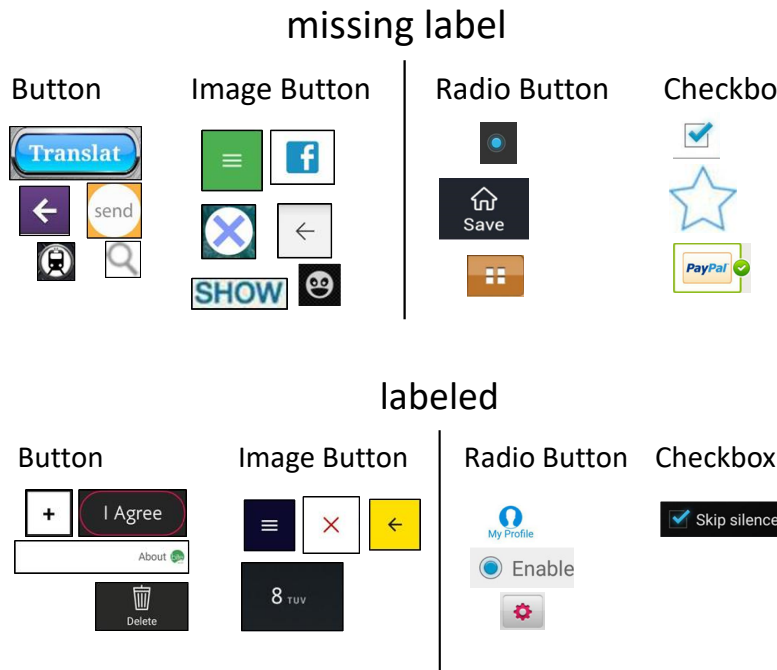 missing label
Button
Image Button
Radio Button
Checkbo
Translat
send
f
SHOW
Save
PayPal
labeled
Button
Image Button
Radio Button
Checkbox
+
I Agree
About
Delete
8 TUV
My Profile
Enable
Skip silence